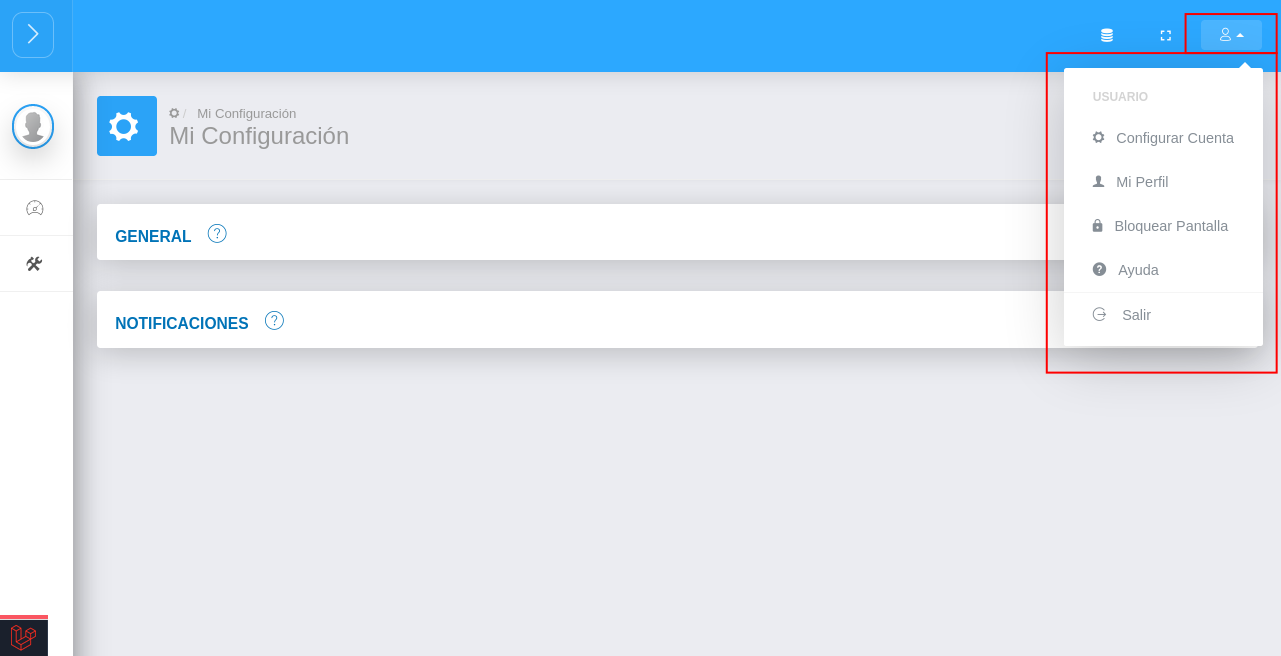 / Mi Configuración
Mi Configuración
GENERAL
NOTIFICACIONES
USUARIO
Configurar Cuenta
Mi Perfil
Bloquear Pantalla
Ayuda
Salir